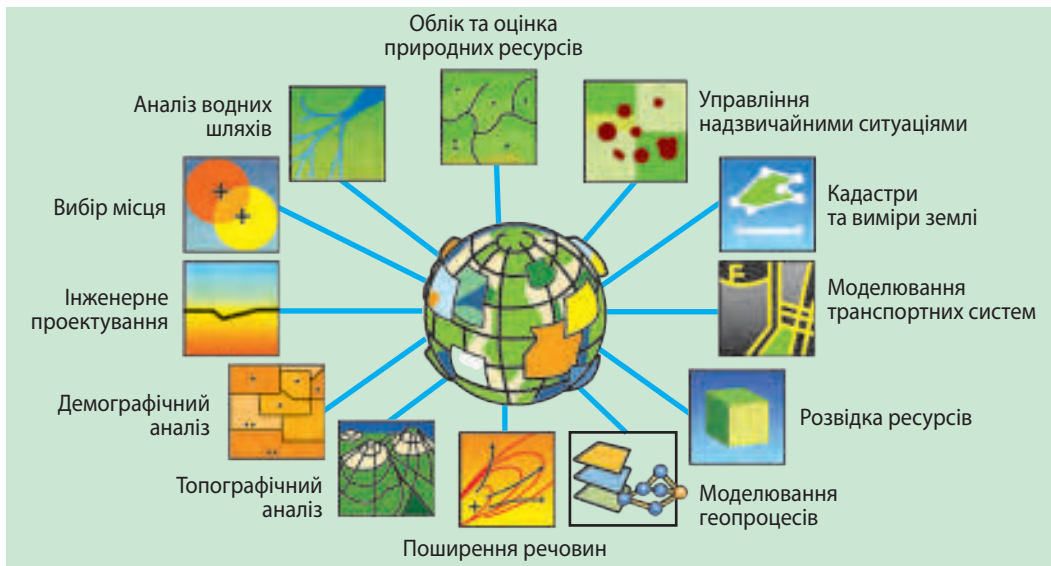 Облік та оцінка
природних ресурсів
Управління
надзвичайними ситуаціями
Кадастри
та виміри землі
Моделювання
транспортних систем
Розвідка ресурсів
Моделювання
геопроцесів
Поширення речовин
Топографічний
аналіз
Демографічний
аналіз
Інженерне
проектування
Вибір місця
Аналіз водних
шляхів